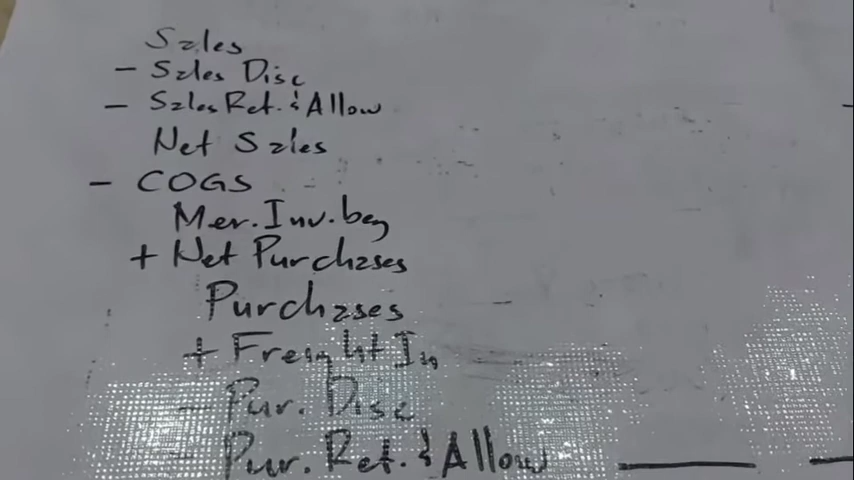 Sales
- Sales Disc
- Sales Ret. & Allow
Net Sales
- COGS
Mer. Inv. beg
+ Net Purchases
Purchases
+ Freight In
- Pur. Disc
- Pur. Ret. & Allow